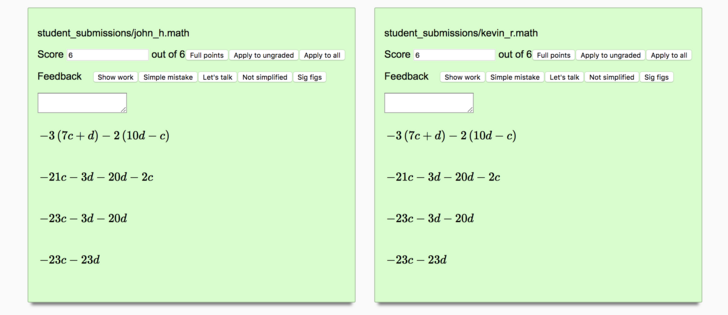 student_submissions/john_h.math
Score 6 out of 6 Full points Apply to ungraded Apply to all
Feedback Show work Simple mistake Let's talk Not simplified Sig figs
−3 (7c + d) − 2 (10d − c)
−21c − 3d − 20d − 2c
−23c − 3d − 20d
−23c − 23d
student_submissions/kevin_r.math
Score 6 out of 6 Full points Apply to ungraded Apply to all
Feedback Show work Simple mistake Let's talk Not simplified Sig figs
−3 (7c + d) − 2 (10d − c)
−21c − 3d − 20d − 2c
−23c − 3d − 20d
−23c − 23d